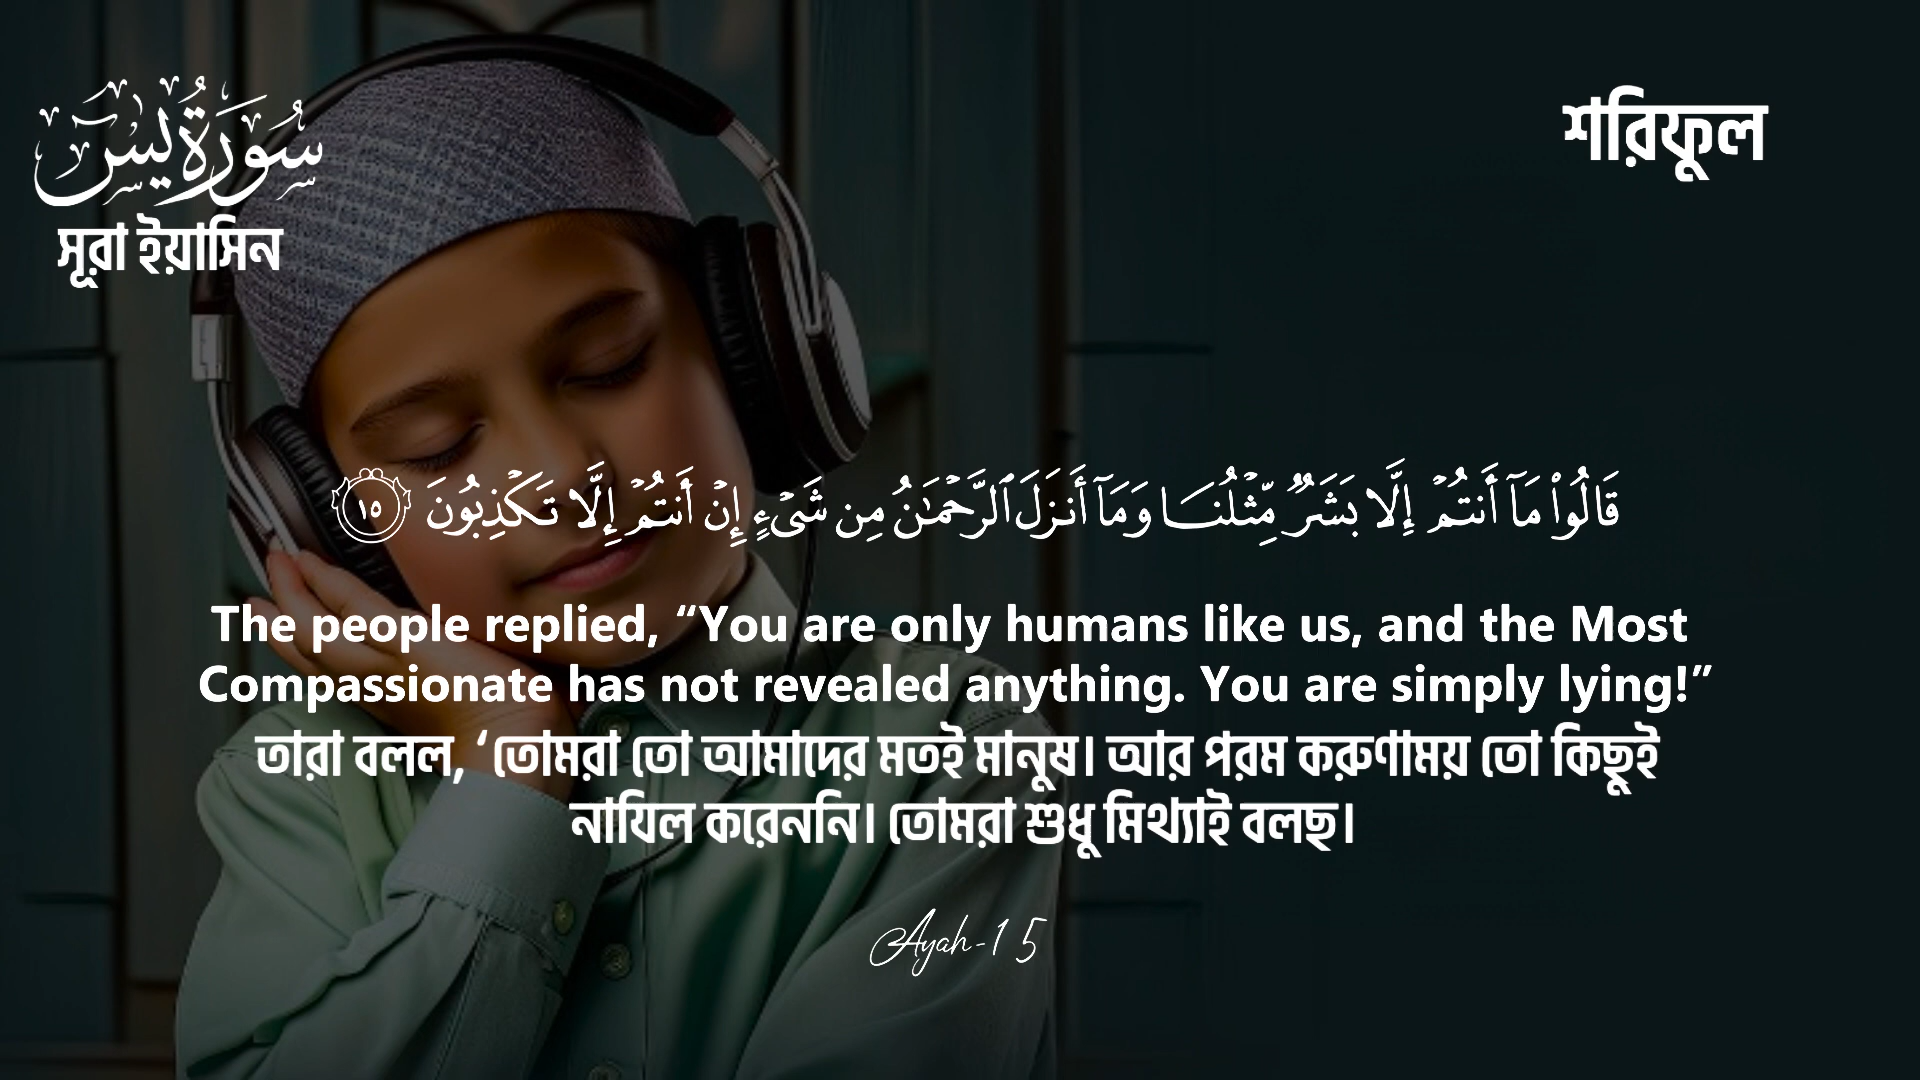 سُورَةُ يسٓ
সূরা ইয়াসিন
শরিফুল
قَالُوا۟ مَآ أَنتُمْ إِلَّا بَشَرٌ مِّثْلُنَا وَمَآ أَنزَلَ ٱلرَّحْمَـٰنُ مِن شَىْءٍ إِنْ أَنتُمْ إِلَّا تَكْذِبُونَ ١٥
The people replied, “You are only humans like us, and the Most
Compassionate has not revealed anything. You are simply lying!”
তারা বলল, ‘তোমরা তো আমাদের মতই মানুষ। আর পরম করুণাময় তো কিছুই
নাযিল করেননি। তোমরা শুধু মিথ্যাই বলছ।
Ayah-15